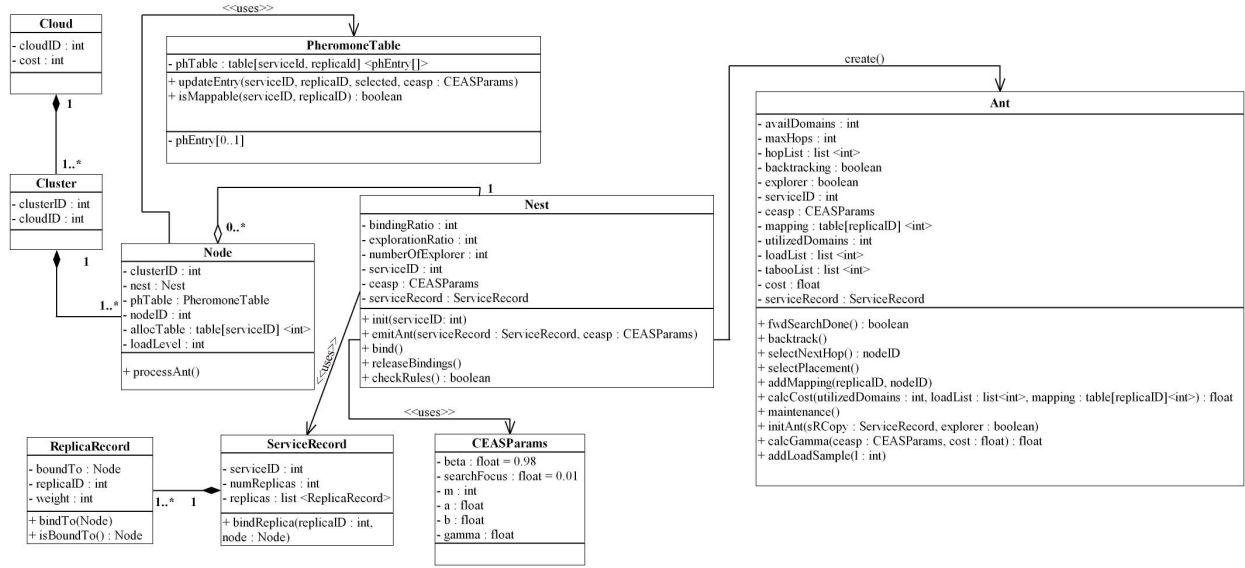 Cloud
- cloudID : int
- cost : int
1
1..*
Cluster
- clusterID : int
- cloudID : int
1
1..*
<<uses>>
PheromoneTable
- phTable : table[serviceId, replicaId] <phEntry[]>
+ updateEntry(serviceID, replicaID, selected, ceasp : CEASParams)
+ isMappable(serviceID, replicaID) : boolean
- phEntry[0..1]
1
0..*
Node
- clusterID : int
- nest : Nest
- phTable : PheromoneTable
- nodeID : int
- allocTable : table[serviceID] <int>
- loadLevel : int
+ processAnt()
Nest
- bindingRatio : int
- explorationRatio : int
- numberOfExplorer : int
- serviceID : int
- ceasp : CEASParams
- serviceRecord : ServiceRecord
+ init(serviceID: int)
+ emitAnt(serviceRecord : ServiceRecord, ceasp : CEASParams)
+ bind()
+ releaseBindings()
+ checkRules() : boolean
create()
Ant
- availDomains : int
- maxHops : int
- hopList : list <int>
- backtracking : boolean
- explorer : boolean
- serviceID : int
- ceasp : CEASParams
- mapping : table[replicaID] <int>
- utilizedDomains : int
- loadList : list <int>
- tabooList : list <int>
- cost : float
- serviceRecord : ServiceRecord
+ fwdSearchDone() : boolean
+ backtrack()
+ selectNextHop() : nodeID
+ selectPlacement()
+ addMapping(replicaID, nodeID)
+ calcCost(utilizedDomains : int, loadList : list<int>, mapping : table[replicaID]<int>) : float
+ maintenance()
+ initAnt(sRCopy : ServiceRecord, explorer : boolean)
+ calcGamma(ceasp : CEASParams, cost : float) : float
+ addLoadSample(l : int)
<<uses>>
<<uses>>
ReplicaRecord
- boundTo : Node
- replicaID : int
- weight : int
+ bindTo(Node)
+ isBoundTo() : Node
1..*
1
ServiceRecord
- serviceID : int
- numReplicas : int
- replicas : list <ReplicaRecord>
+ bindReplica(replicaID : int,
node : Node)
CEASParams
- beta : float = 0.98
- searchFocus : float = 0.01
- m : int
- a : float
- b : float
- gamma : float